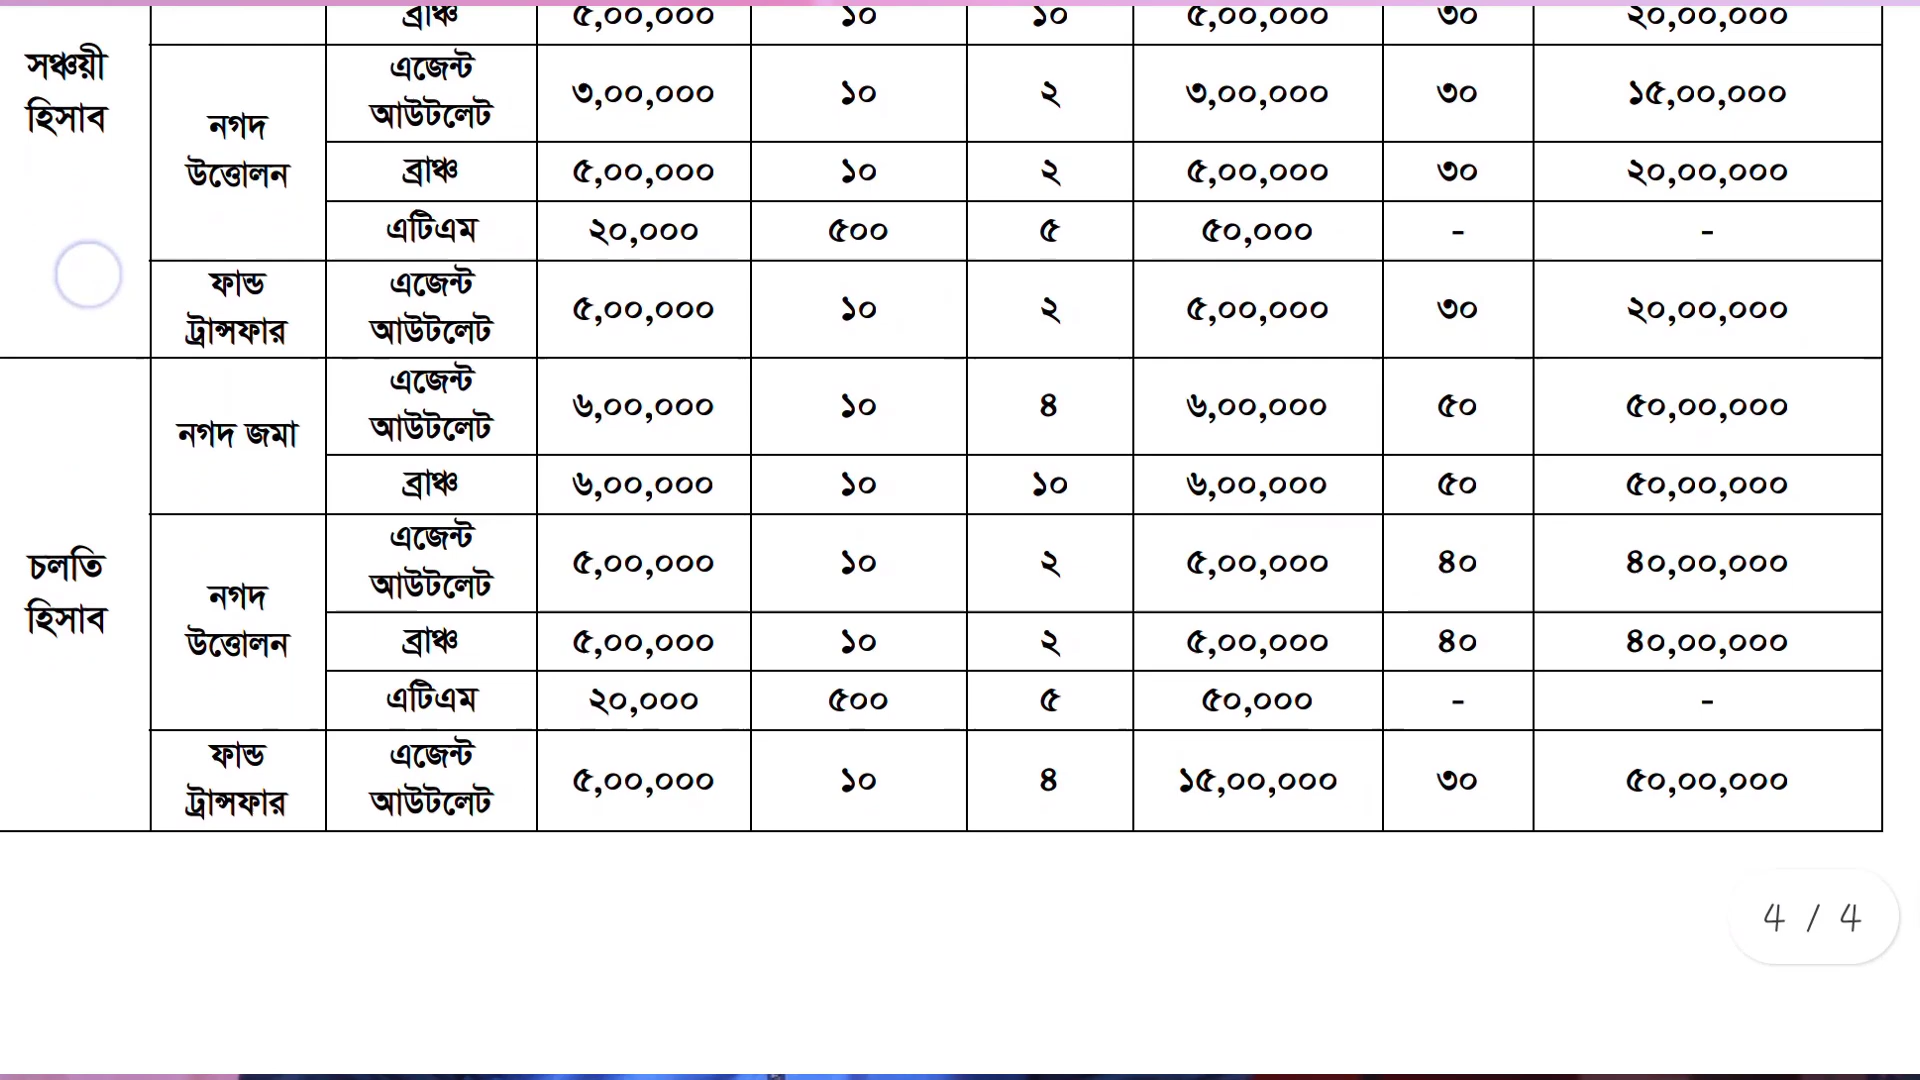 ব্রাঞ্চ ৫,০০,০০০ ১০ ১০ ৫,০০,০০০ ৩০ ২০,০০,০০০
সঞ্চয়ী
হিসাব
নগদ
উত্তোলন
এজেন্ট
আউটলেট
৩,০০,০০০ ১০ ২ ৩,০০,০০০ ৩০ ১৫,০০,০০০
ব্রাঞ্চ ৫,০০,০০০ ১০ ২ ৫,০০,০০০ ৩০ ২০,০০,০০০
এটিএম ২০,০০০ ৫০০ ৫ ৫০,০০০ - -
ফান্ড
ট্রান্সফার
এজেন্ট
আউটলেট
৫,০০,০০০ ১০ ২ ৫,০০,০০০ ৩০ ২০,০০,০০০
চলতি
হিসাব
নগদ জমা
এজেন্ট
আউটলেট
৬,০০,০০০ ১০ ৪ ৬,০০,০০০ ৫০ ৫০,০০,০০০
ব্রাঞ্চ ৬,০০,০০০ ১০ ১০ ৬,০০,০০০ ৫০ ৫০,০০,০০০
নগদ
উত্তোলন
এজেন্ট
আউটলেট
৫,০০,০০০ ১০ ২ ৫,০০,০০০ ৪০ ৪০,০০,০০০
ব্রাঞ্চ ৫,০০,০০০ ১০ ২ ৫,০০,০০০ ৪০ ৪০,০০,০০০
এটিএম ২০,০০০ ৫০০ ৫ ৫০,০০০ - -
ফান্ড
ট্রান্সফার
এজেন্ট
আউটলেট
৫,০০,০০০ ১০ ৪ ১৫,০০,০০০ ৩০ ৫০,০০,০০০
4 / 4